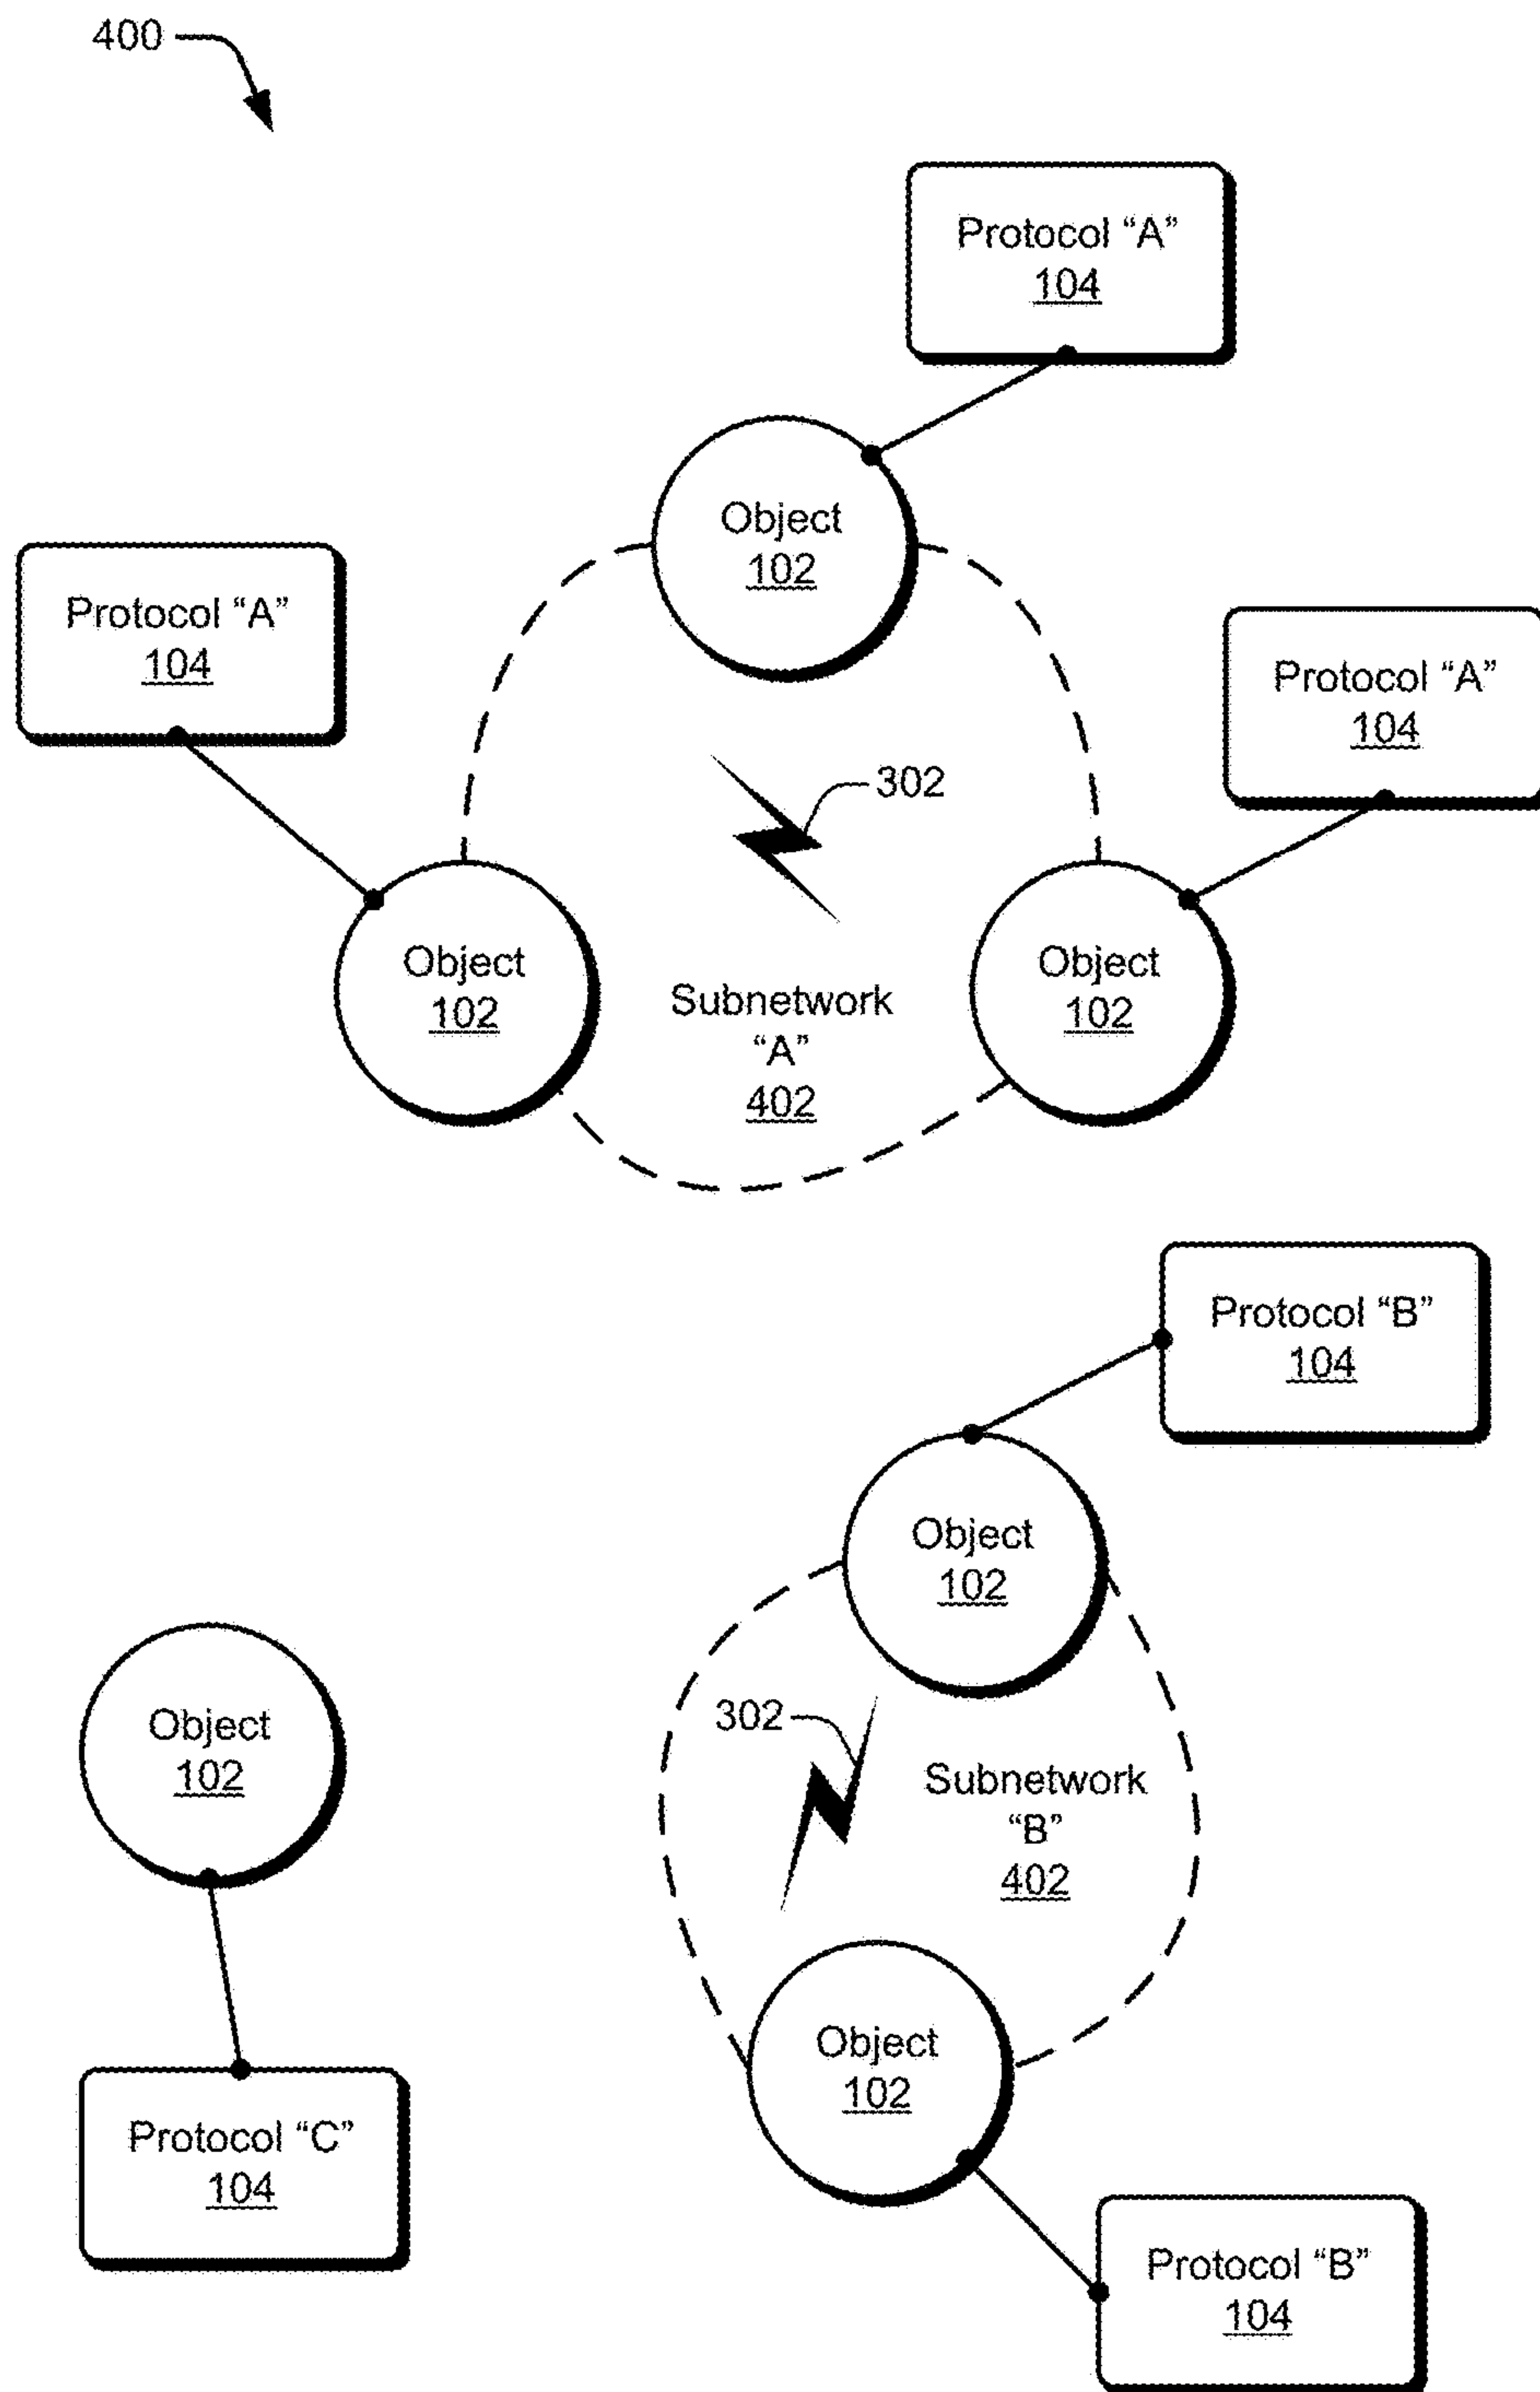 400
Protocol “A”
104
Object
102
Protocol “A”
104
Protocol “A”
104
302
Object
102
Object
102
Subnetwork
“A”
402
Protocol “B”
104
Object
102
Object
102
302
Subnetwork
“B”
402
Object
102
Protocol “C”
104
Protocol “B”
104